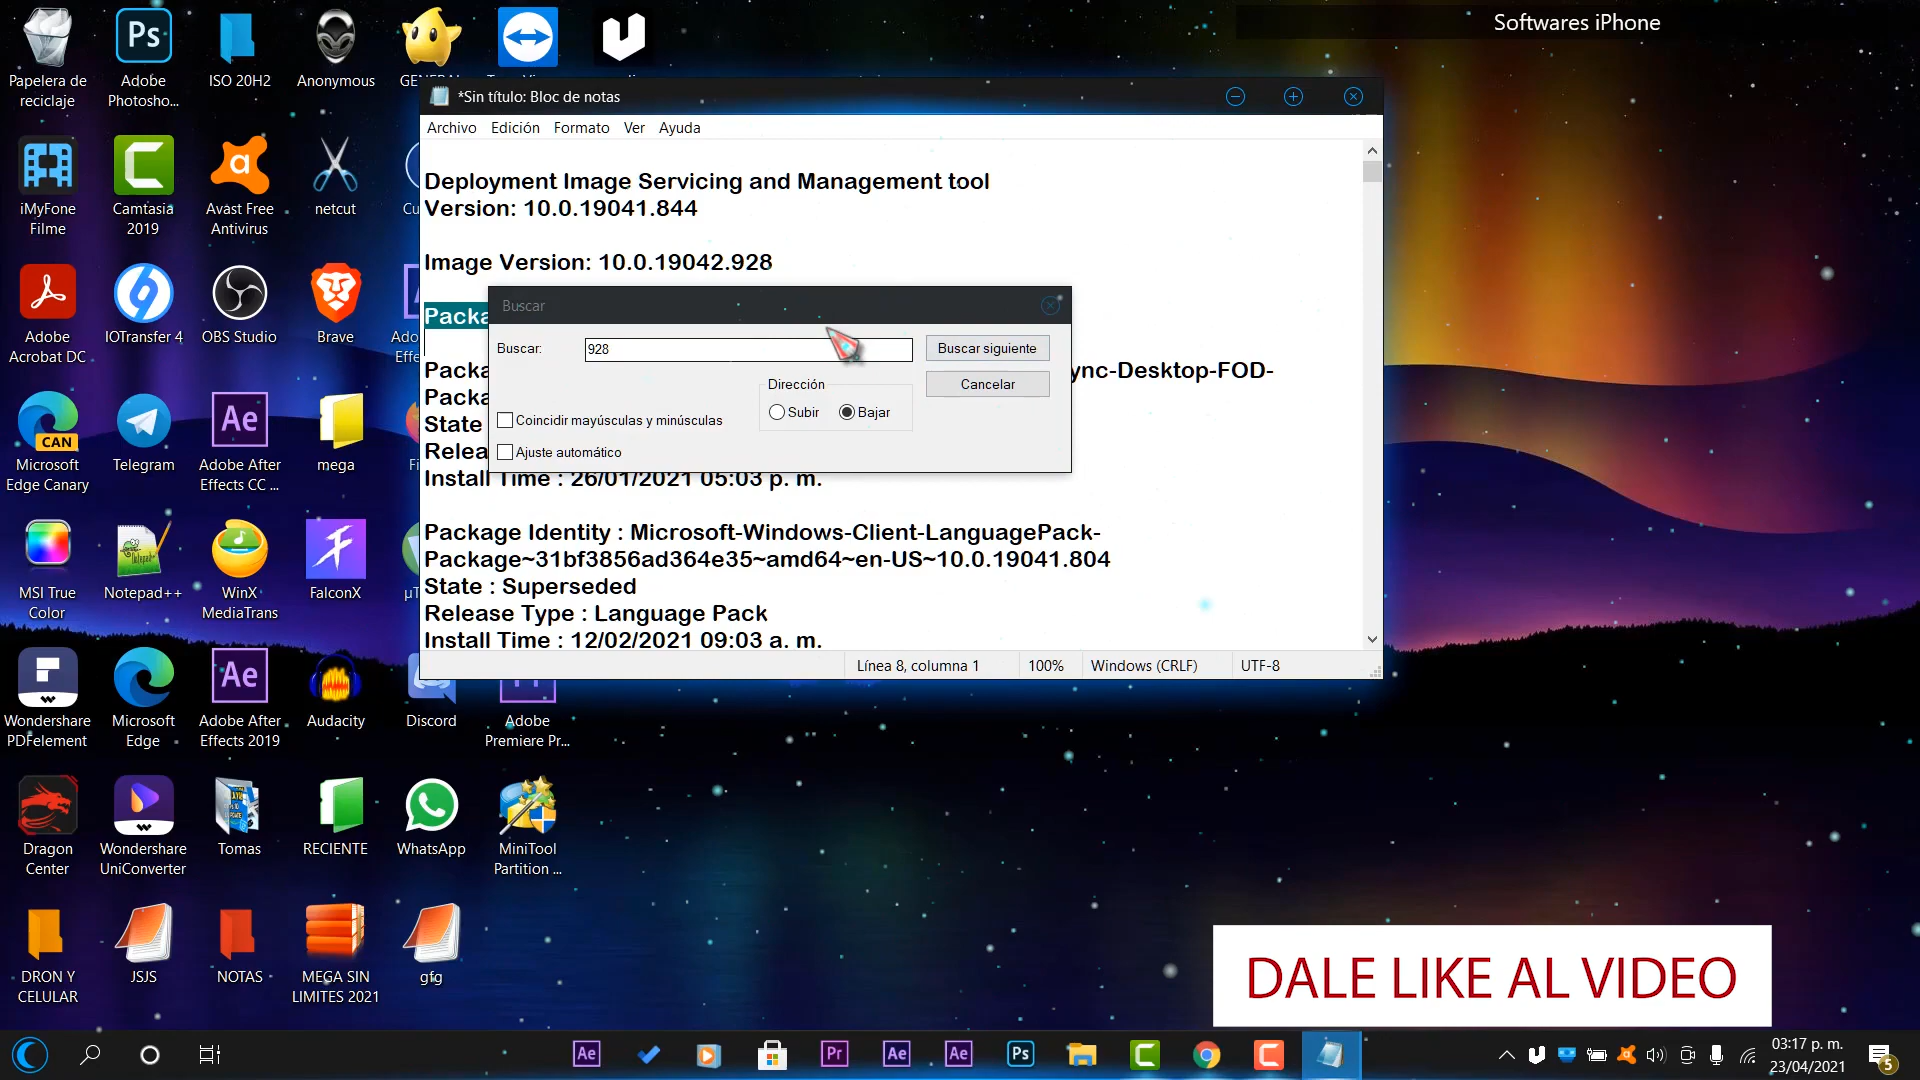 Softwares iPhone
Papelera de
reciclaje
Ps
Adobe
Photosho...
ISO 20H2
Anonymous
*Sin título: Bloc de notas
Archivo Edición Formato Ver Ayuda
Deployment Image Servicing and Management tool
Version: 10.0.19041.844
Image Version: 10.0.19042.928
Buscar
Buscar:
928
Buscar siguiente
Cancelar
Dirección
Subir
Bajar
Coincidir mayúsculas y minúsculas
Ajuste automático
ync-Desktop-FOD-
State
Install Time : 26/01/2021 05:03 p. m.
Package Identity : Microsoft-Windows-Client-LanguagePack-
Package~31bf3856ad364e35~amd64~en-US~10.0.19041.804
State : Superseded
Release Type : Language Pack
Install Time : 12/02/2021 09:03 a. m.
Línea 8, columna 1
100%
Windows (CRLF)
UTF-8
iMyFone
Filme
Camtasia
2019
Avast Free
Antivirus
netcut
Adobe
Acrobat DC
IOTransfer 4
OBS Studio
Brave
CAN
Microsoft
Edge Canary
Telegram
Ae
Adobe After
Effects CC ...
mega
MSI True
Color
Notepad++
WinX
MediaTrans
FalconX
Wondershare
PDFelement
Microsoft
Edge
Ae
Adobe After
Effects 2019
Audacity
Discord
Adobe
Premiere Pr...
Dragon
Center
Wondershare
UniConverter
Tomas
RECIENTE
WhatsApp
MiniTool
Partition ...
DRON Y
CELULAR
JSJS
NOTAS
MEGA SIN
LIMITES 2021
gfg
DALE LIKE AL VIDEO
Ae
Pr
Ae
Ae
Ps
03:17 p. m.
23/04/2021
5